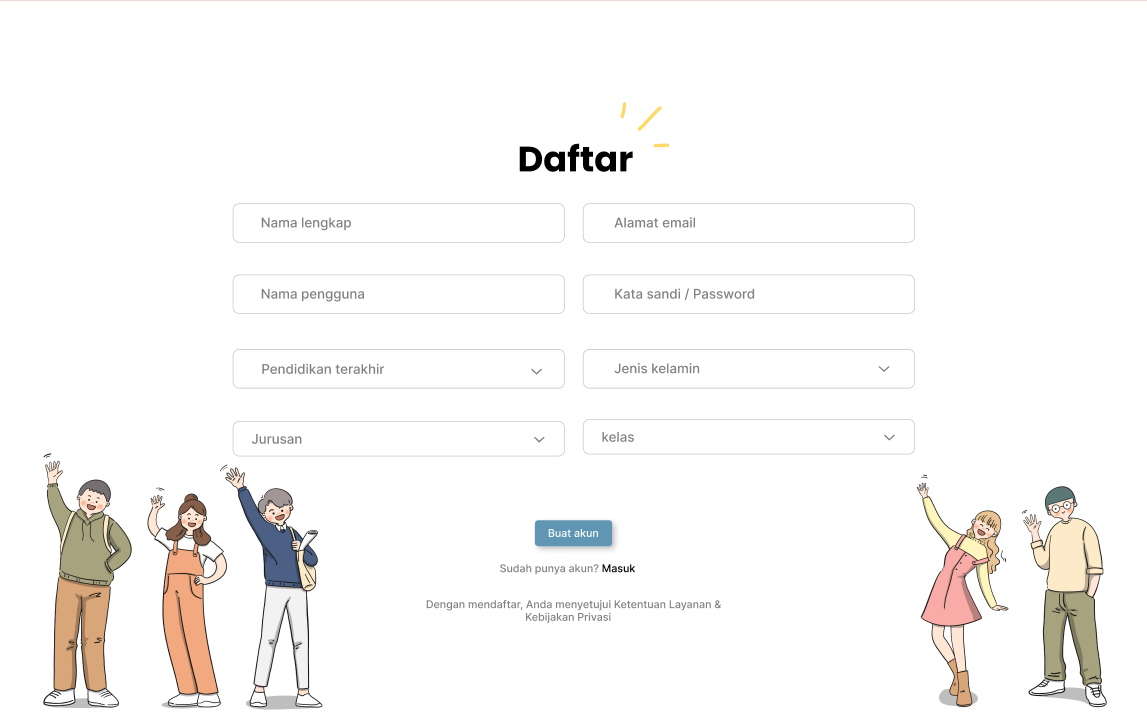 Daftar
Nama lengkap
Alamat email
Nama pengguna
Kata sandi / Password
Pendidikan terakhir
Jenis kelamin
Jurusan
kelas
Buat akun
Sudah punya akun? Masuk
Dengan mendaftar, Anda menyetujui Ketentuan Layanan &
Kebijakan Privasi